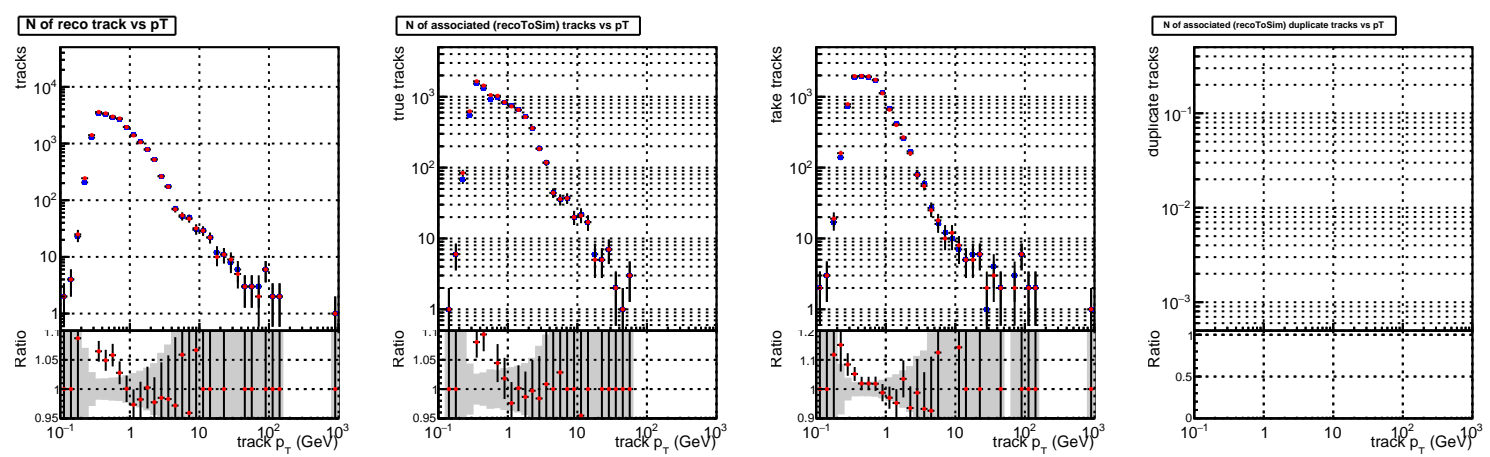 N of reco track vs pT
tracks
10^4
10^3
10^2
10
1
Ratio
1.1
1.05
1
0.95
10^-1 1 10 10^2 10^3
track p_T (GeV)
N of associated (recoToSim) tracks vs pT
true tracks
10^3
10^2
10
1
Ratio
1.1
1.05
1
0.95
10^-1 1 10 10^2 10^3
track p_T (GeV)
fake tracks
10^3
10^2
10
1
Ratio
1.2
1.1
1
0.9
10^-1 1 10 10^2 10^3
track p_T (GeV)
N of associated (recoToSim) duplicate tracks vs pT
duplicate tracks
10^-1
10^-2
10^-3
Ratio
1
0.5
0
10^-1 1 10 10^2 10^3
track p_T (GeV)